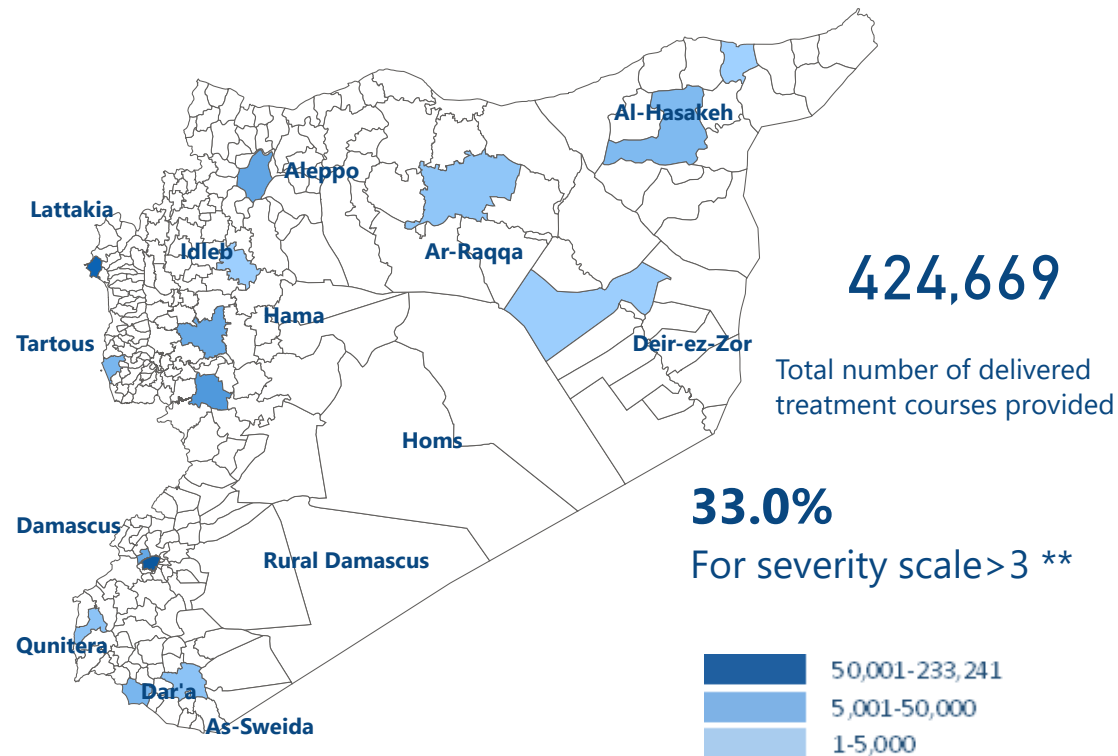 Al-Hasakeh
Aleppo
Lattakia
Idleb
Ar-Raqqa
424,669
Hama
Tartous
Deir-ez-Zor
Total number of delivered
treatment courses provided
Homs
33.0%
Damascus
Rural Damascus
For severity scale>3 **
Qunitera
50,001-233,241
Dar'a
5,001-50,000
As-Sweida
1-5,000